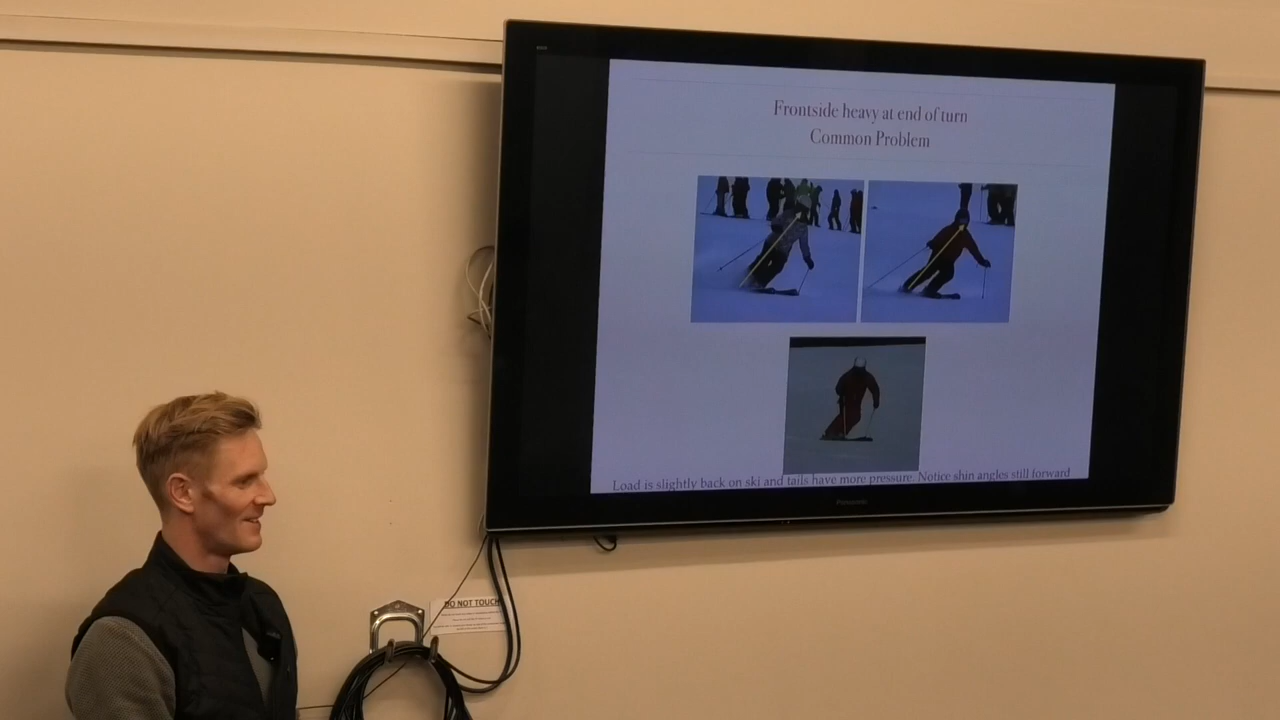 Frontside heavy at end of turn
Common Problem
Load is slightly back on ski and tails have more pressure. Notice shin angles still forward
Panasonic
DO NOT TOUCH